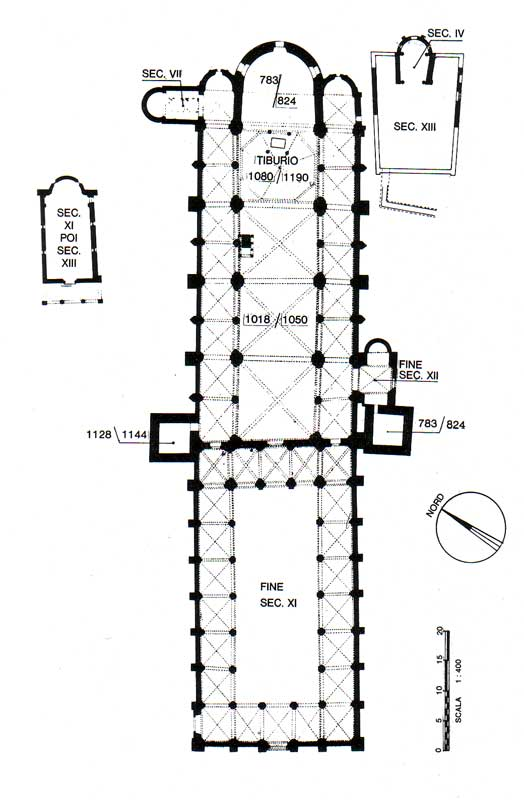 SEC. IV
SEC. VII
783/
824
SEC. XIII
TIBURIO
1080/1190
SEC.
XI
POI
SEC.
XIII
1018/1050
FINE
SEC. XII
1128/1144
783/824
NORD
FINE
SEC. XI
0 5 10 15 20
SCALA 1:400